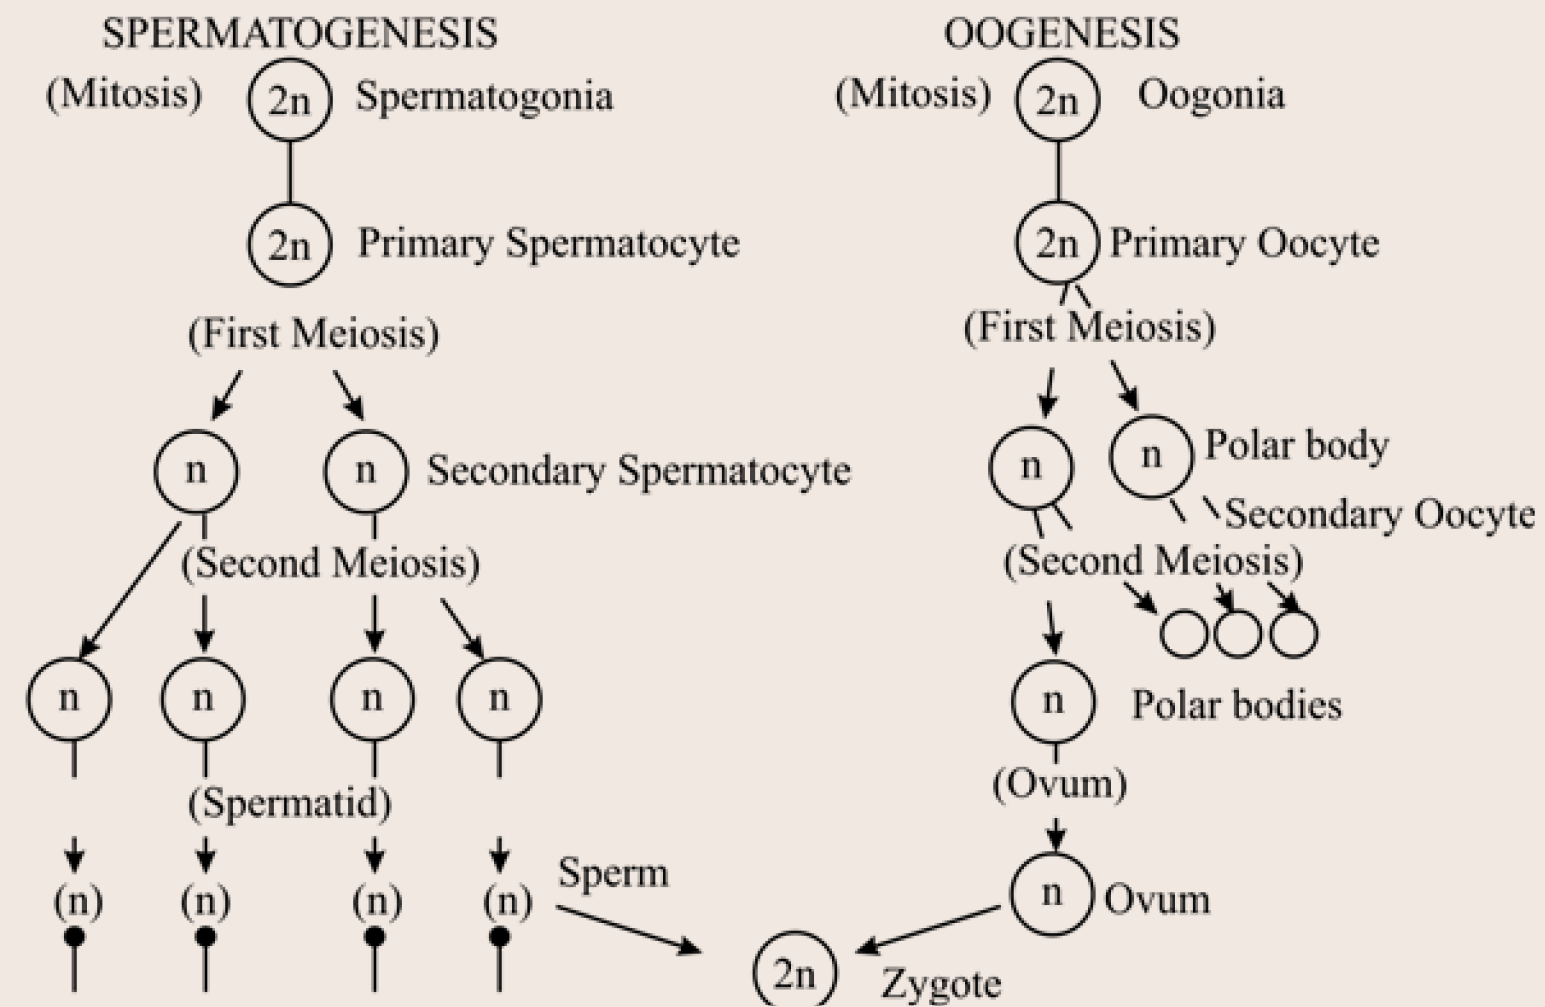 SPERMATOGENESIS
(Mitosis) 2n Spermatogonia
2n Primary Spermatocyte
(First Meiosis)
n n Secondary Spermatocyte
(Second Meiosis)
n n n n
(Spermatid)
(n) (n) (n) (n) Sperm
OOGENESIS
(Mitosis) 2n Oogonia
2n Primary Oocyte
(First Meiosis)
n n Polar body
Secondary Oocyte
(Second Meiosis)
n Polar bodies
(Ovum)
n Ovum
2n Zygote